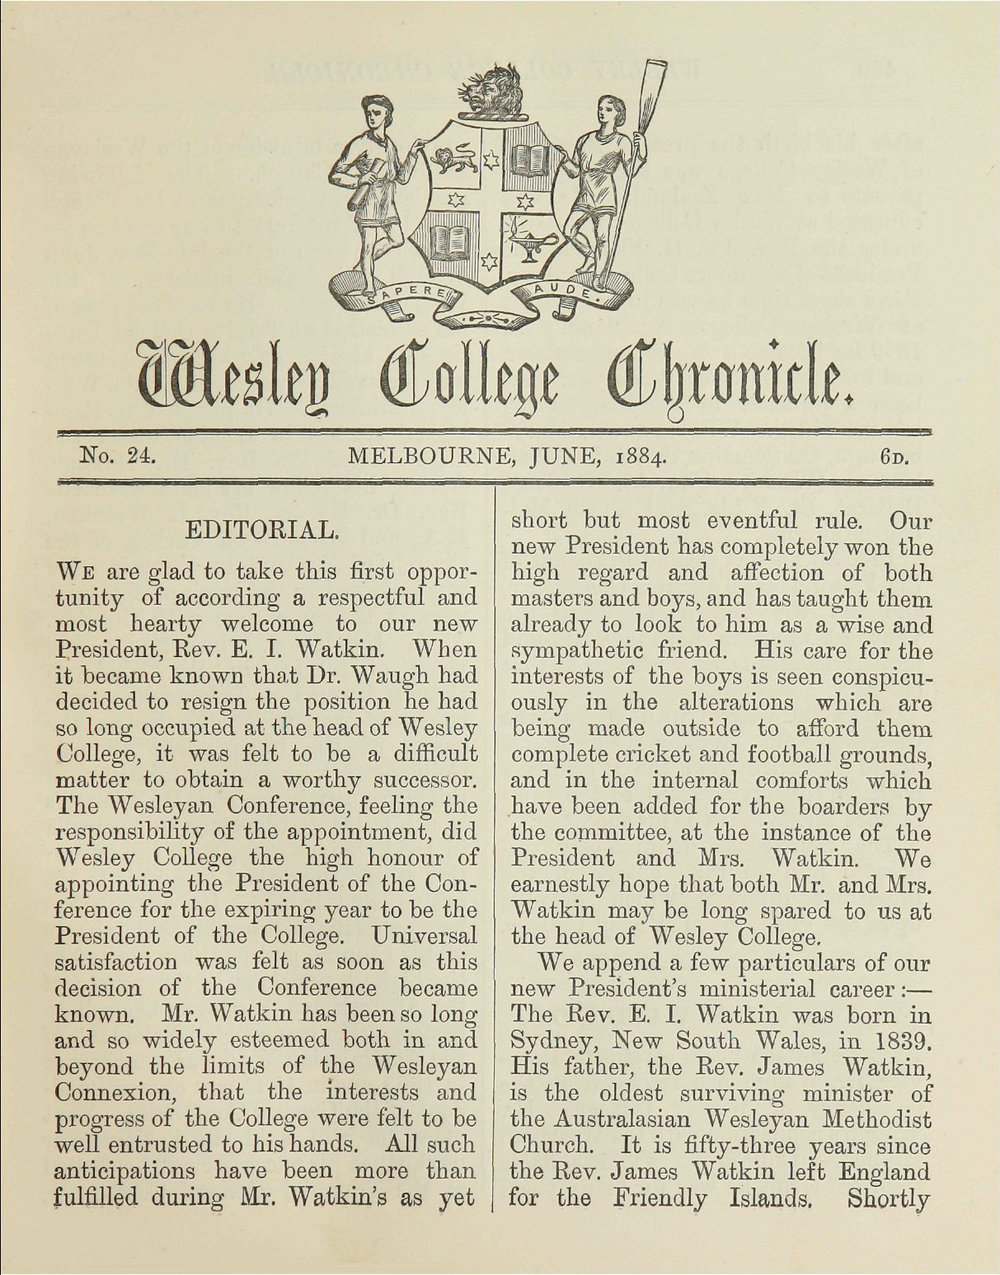 SAPERE AUDE.
Wesley College Chronicle.
No. 24. MELBOURNE, JUNE, 1884. 6D.
EDITORIAL.
WE are glad to take this first oppor-
tunity of according a respectful and
most hearty welcome to our new
President, Rev. E. I. Watkin. When
it became known that Dr. Waugh had
decided to resign the position he had
so long occupied at the head of Wesley
College, it was felt to be a difficult
matter to obtain a worthy successor.
The Wesleyan Conference, feeling the
responsibility of the appointment, did
Wesley College the high honour of
appointing the President of the Con-
ference for the expiring year to be the
President of the College. Universal
satisfaction was felt as soon as this
decision of the Conference became
known. Mr. Watkin has been so long
and so widely esteemed both in and
beyond the limits of the Wesleyan
Connexion, that the interests and
progress of the College were felt to be
well entrusted to his hands. All such
anticipations have been more than
fulfilled during Mr. Watkin's as yet
short but most eventful rule. Our
new President has completely won the
high regard and affection of both
masters and boys, and has taught them
already to look to him as a wise and
sympathetic friend. His care for the
interests of the boys is seen conspicu-
ously in the alterations which are
being made outside to afford them
complete cricket and football grounds,
and in the internal comforts which
have been added for the boarders by
the committee, at the instance of the
President and Mrs. Watkin. We
earnestly hope that both Mr. and Mrs.
Watkin may be long spared to us at
the head of Wesley College.
We append a few particulars of our
new President's ministerial career :—
The Rev. E. I. Watkin was born in
Sydney, New South Wales, in 1839.
His father, the Rev. James Watkin,
is the oldest surviving minister of
the Australasian Wesleyan Methodist
Church. It is fifty-three years since
the Rev. James Watkin left England
for the Friendly Islands. Shortly